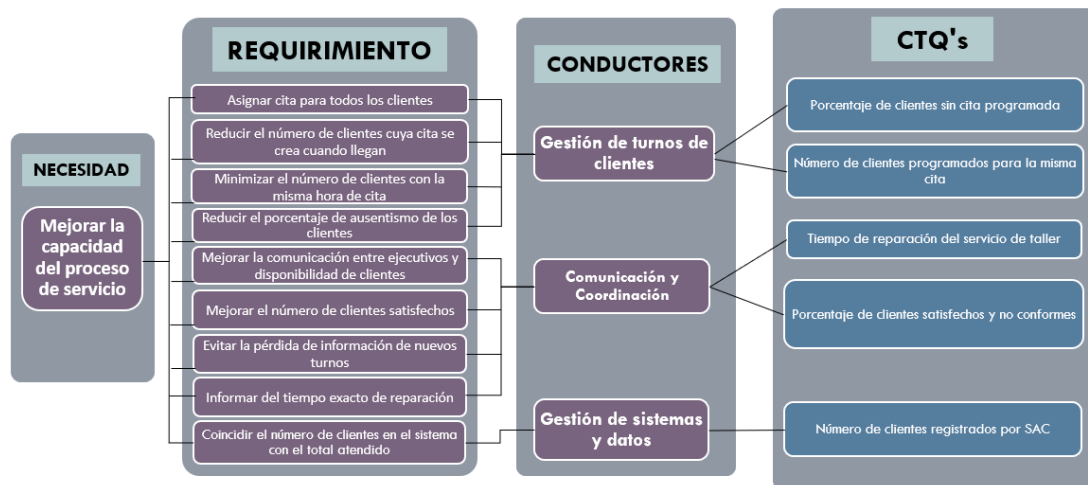 NECESIDAD
Mejorar la
capacidad
del proceso
de servicio
REQUIRIMIENTO
Asignar cita para todos los clientes
Reducir el número de clientes cuya cita se
crea cuando llegan
Minimizar el número de clientes con la
misma hora de cita
Reducir el porcentaje de ausentismo de los
clientes
Mejorar la comunicación entre ejecutivos y
disponibilidad de clientes
Mejorar el número de clientes satisfechos
Evitar la pérdida de información de nuevos
turnos
Informar del tiempo exacto de reparación
Coincidir el número de clientes en el sistema
con el total atendido
CONDUCTORES
Gestión de turnos de
clientes
Comunicación y
Coordinación
Gestión de sistemas
y datos
CTQ's
Porcentaje de clientes sin cita programada
Número de clientes programados para la misma
cita
Tiempo de reparación del servicio de taller
Porcentaje de clientes satisfechos y no conformes
Número de clientes registrados por SAC